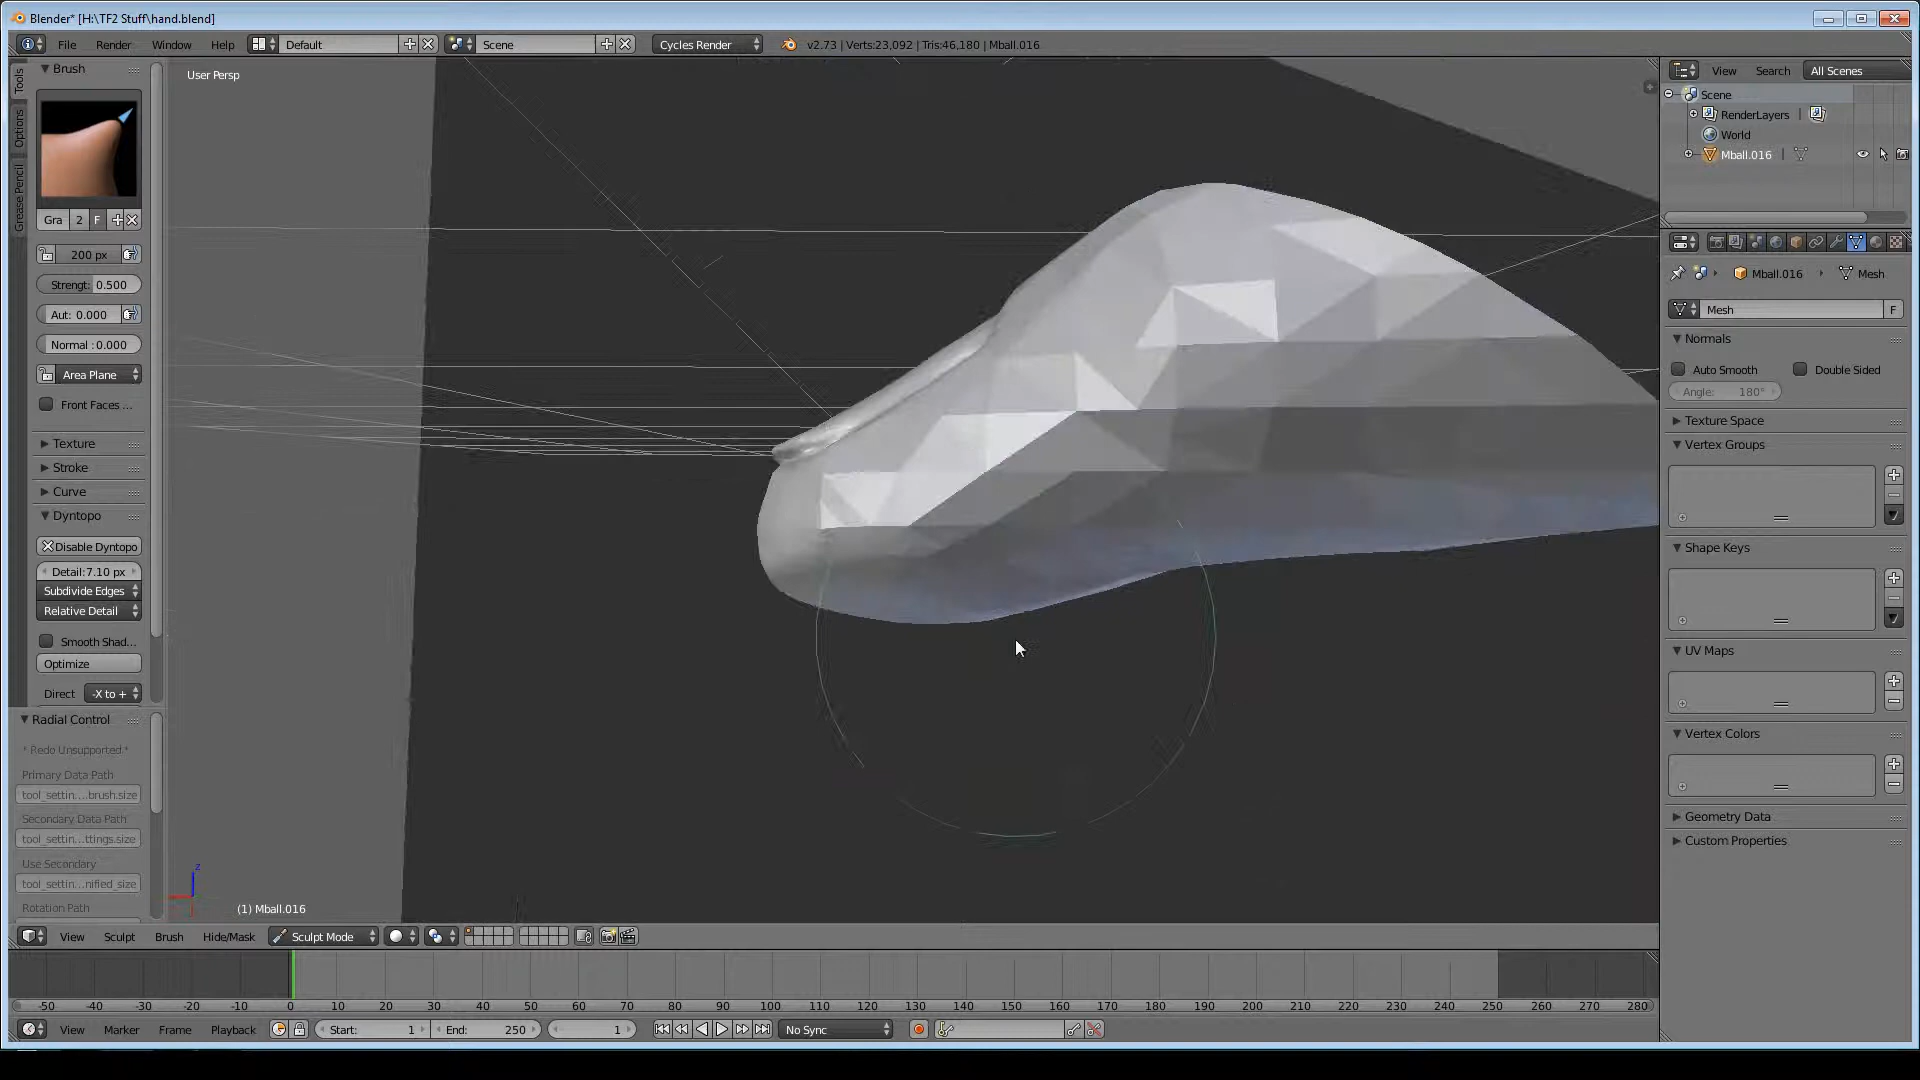 Blender* [H:\TF2 Stuff\hand.blend]
File Render Window Help Default Scene Cycles Render v2.73 | Verts:23,092 | Tris:46,180 | Mball.016
Tools
Options
Grease Pencil
Brush
Gra 2 F
200 px
Strengt: 0.500
Aut: 0.000
Normal : 0.000
Area Plane
Front Faces ...
Texture
Stroke
Curve
Dyntopo
Disable Dyntopo
Detail:7.10 px
Subdivide Edges
Relative Detail
Smooth Shad...
Optimize
Direct -X to +
Radial Control
* Redo Unsupported *
Primary Data Path
tool_settin....brush.size
Secondary Data Path
tool_settin...ttings.size
Use Secondary
tool_settin...nified_size
Rotation Path
User Persp
z
(1) Mball.016
View Search All Scenes
Scene
RenderLayers
World
Mball.016
Mball.016 Mesh
Mesh F
Normals
Auto Smooth Double Sided
Angle: 180°
Texture Space
Vertex Groups
Shape Keys
UV Maps
Vertex Colors
Geometry Data
Custom Properties
View Sculpt Brush Hide/Mask Sculpt Mode
-50 -40 -30 -20 -10 0 10 20 30 40 50 60 70 80 90 100 110 120 130 140 150 160 170 180 190 200 210 220 230 240 250 260 270 280
View Marker Frame Playback Start: 1 End: 250 1 No Sync